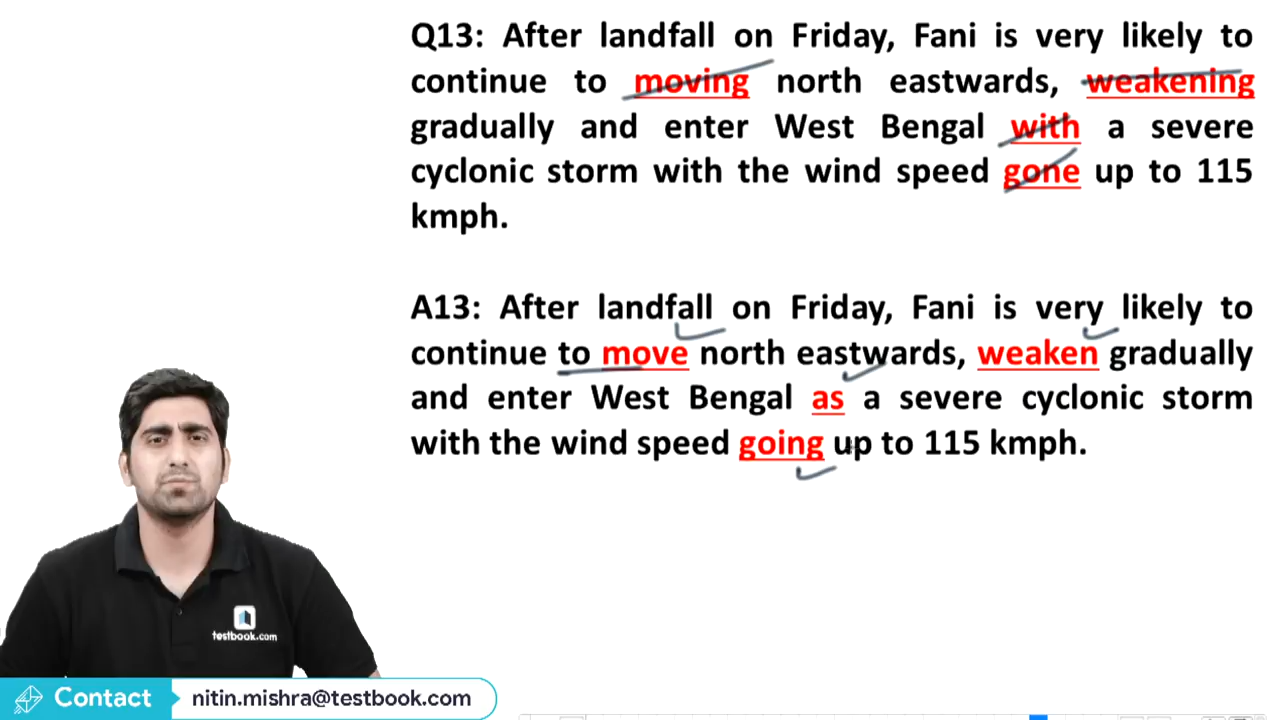 Q13: After landfall on Friday, Fani is very likely to
continue to moving north eastwards, weakening
gradually and enter West Bengal with a severe
cyclonic storm with the wind speed gone up to 115
kmph.
A13: After landfall on Friday, Fani is very likely to
continue to move north eastwards, weaken gradually
and enter West Bengal as a severe cyclonic storm
with the wind speed going up to 115 kmph.
testbook.com
Contact nitin.mishra@testbook.com